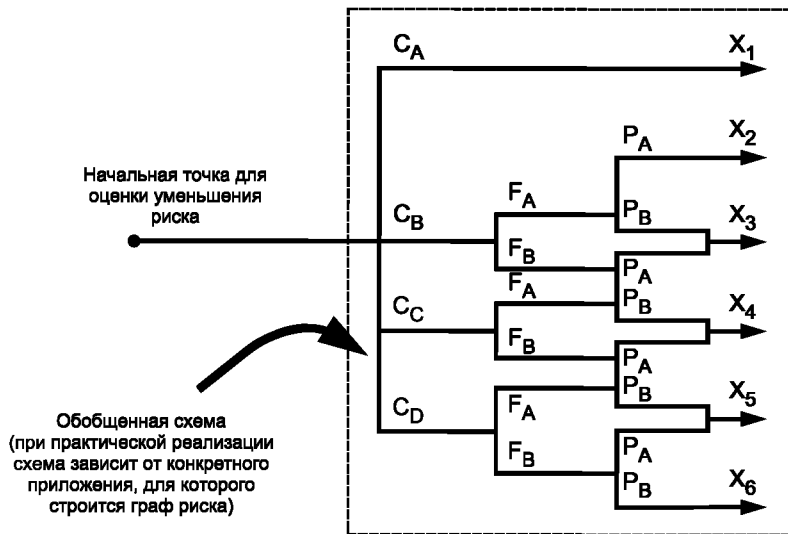 C_A
X_1
P_A
X_2
Начальная точка для
оценки уменьшения
риска
F_A
C_B
P_B
X_3
F_B
P_A
F_A
P_B
C_C
X_4
F_B
P_A
P_B
X_5
C_D
F_A
F_B
P_A
P_B
X_6
Обобщенная схема
(при практической реализации
схема зависит от конкретного
приложения, для которого
строится граф риска)